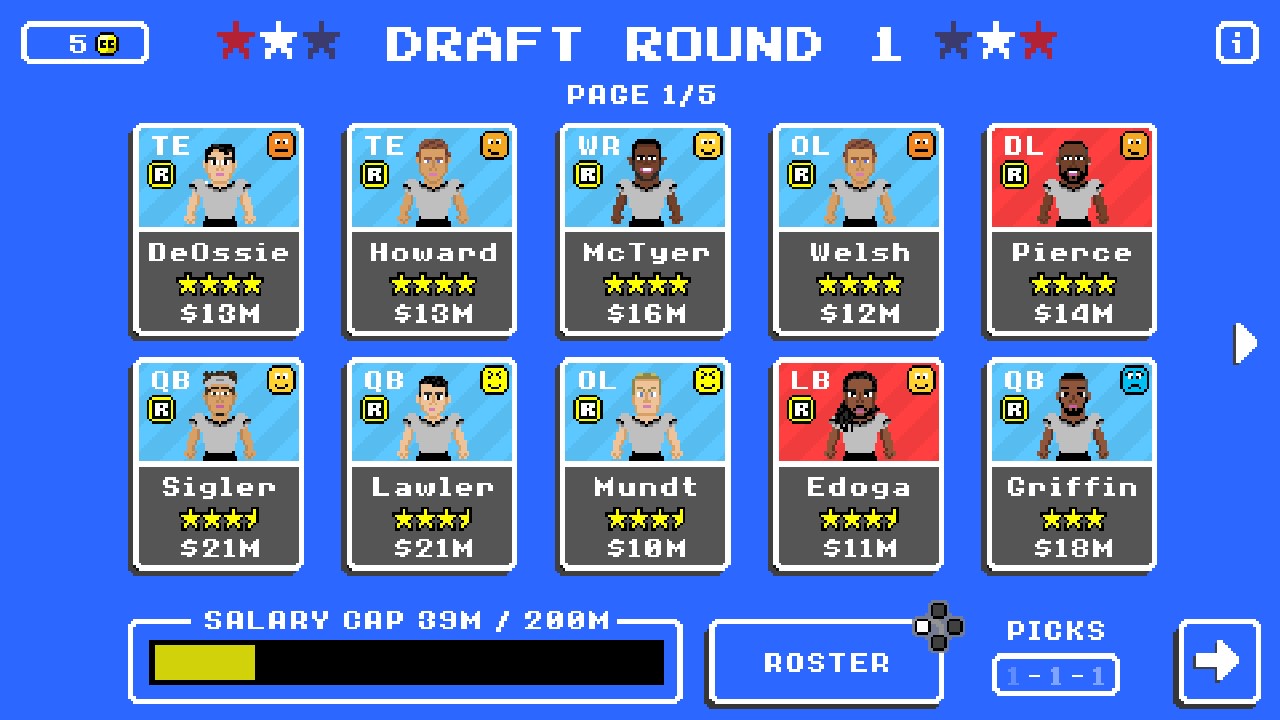 5
DRAFT ROUND 1
i
PAGE 1/5
TE R DeOssie $13M
TE R Howard $13M
WR R McTyer $16M
OL R Welsh $12M
DL R Pierce $14M
QB R Sigler $21M
QB R Lawler $21M
OL R Mundt $10M
LB R Edoga $11M
QB R Griffin $18M
SALARY CAP 39M / 200M
ROSTER
PICKS
1-1-1